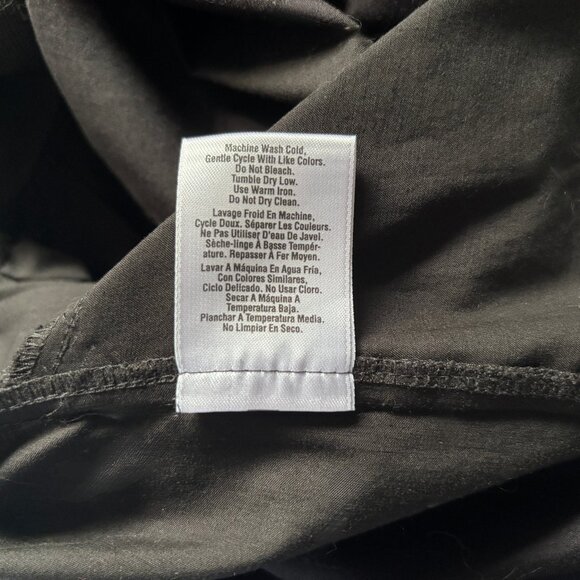 Machine Wash Cold,
Gentle Cycle With Like Colors.
Do Not Bleach.
Tumble Dry Low.
Use Warm Iron.
Do Not Dry Clean.
Lavage Froid En Machine,
Cycle Doux. Séparer Les Couleurs.
Ne Pas Utiliser D'eau De Javel.
Sèche-linge À Basse Tempér-
ature. Repasser À Fer Moyen.
Lavar A Máquina En Agua Fría,
Con Colores Similares,
Ciclo Delicado. No Usar Cloro.
Secar A Máquina A
Temperatura Baja.
Planchar A Temperatura Media.
No Limpiar En Seco.